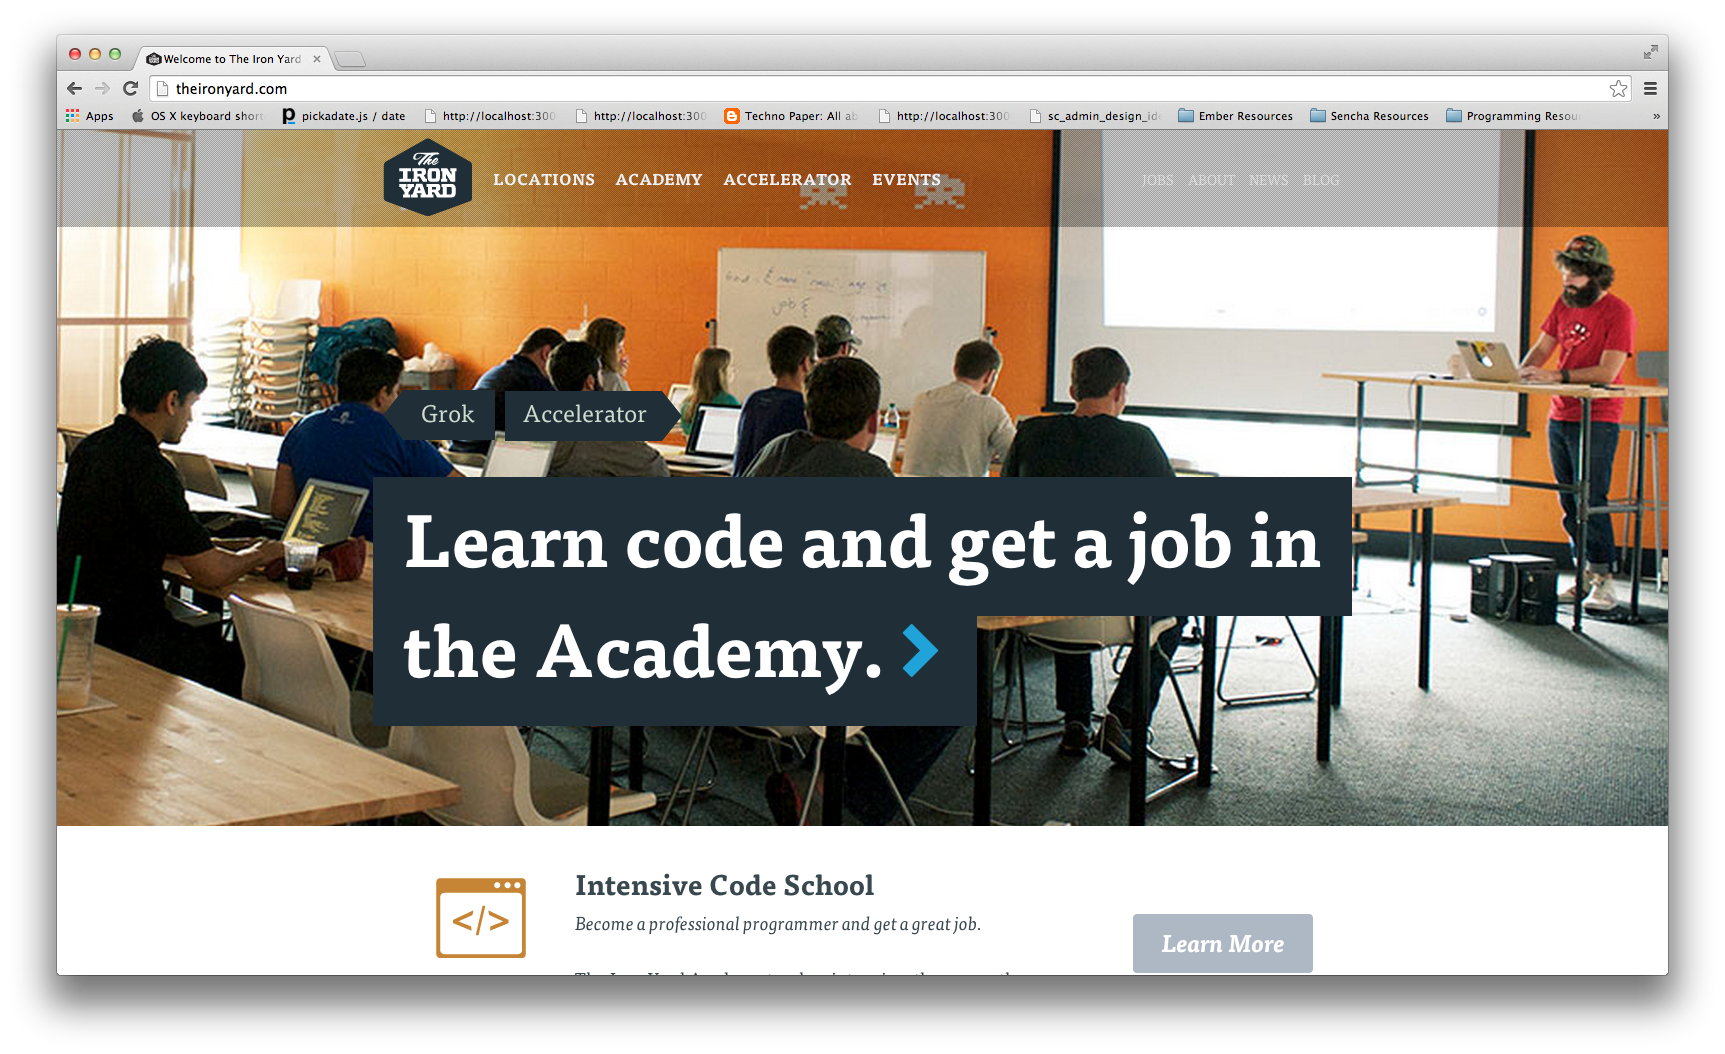 Welcome to The Iron Yard
theironyard.com
Apps
OS X keyboard short
pickadate.js / date
http://localhost:300
http://localhost:300
Techno Paper: All ab
http://localhost:300
sc_admin_design_ide
Ember Resources
Sencha Resources
Programming Resou
»
The
IRON
YARD
LOCATIONS
ACADEMY
ACCELERATOR
EVENTS
JOBS
ABOUT
NEWS
BLOG
job {
Grok
Accelerator
Learn code and get a job in
the Academy.
</>
Intensive Code School
Become a professional programmer and get a great job.
Learn More